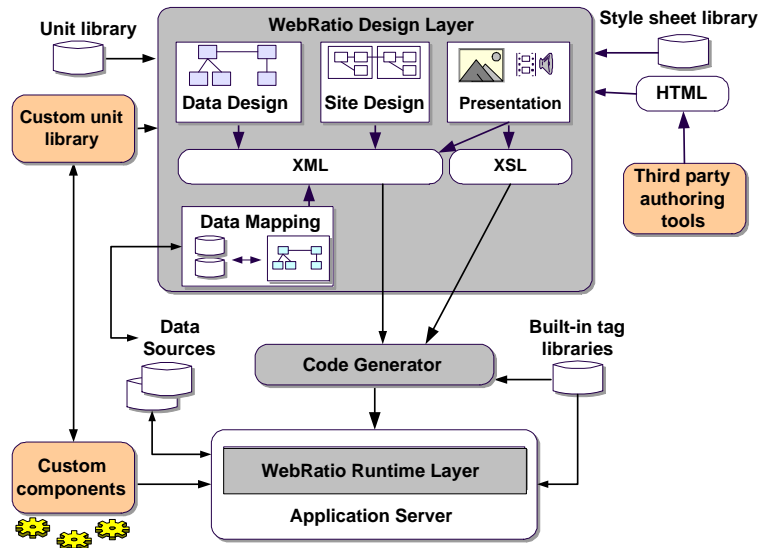 WebRatio Design Layer
Unit library
Style sheet library
Data Design
Site Design
Presentation
HTML
Custom unit
library
XML
XSL
Third party
authoring
tools
Data Mapping
Data
Sources
Built-in tag
libraries
Code Generator
Custom
components
WebRatio Runtime Layer
Application Server